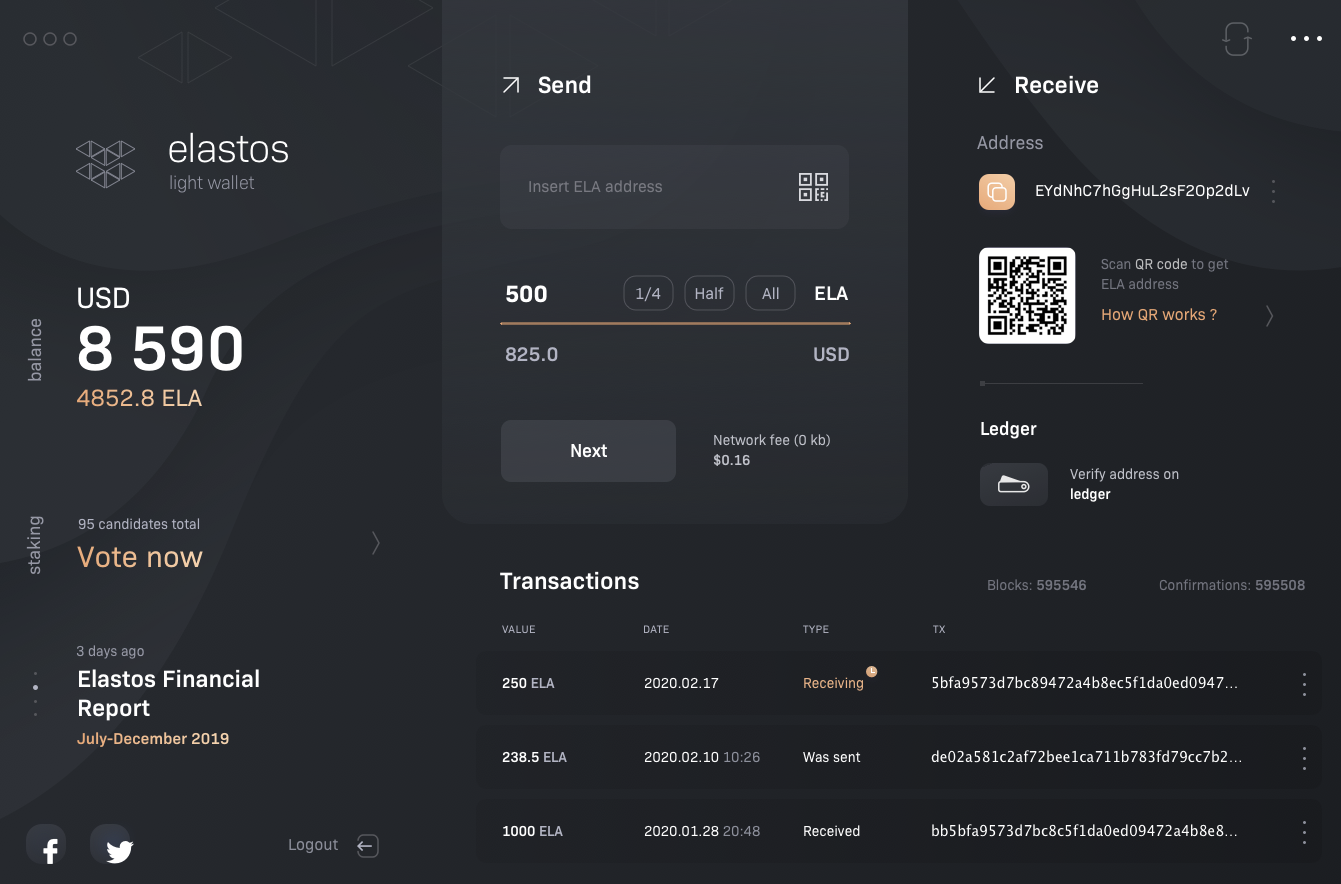 elastos
light wallet
balance
USD
8 590
4852.8 ELA
staking
95 candidates total
Vote now
3 days ago
Elastos Financial
Report
July-December 2019
Logout
Send
Insert ELA address
500 1/4 Half All ELA
825.0 USD
Next
Network fee (0 kb)
$0.16
Receive
Address
EYdNhC7hGgHuL2sF2Op2dLv
Scan QR code to get
ELA address
How QR works ?
Ledger
Verify address on
ledger
Transactions
Blocks: 595546 Confirmations: 595508
VALUE DATE TYPE TX
250 ELA 2020.02.17 Receiving 5bfa9573d7bc89472a4b8ec5f1da0ed0947...
238.5 ELA 2020.02.10 10:26 Was sent de02a581c2af72bee1ca711b783fd79cc7b2...
1000 ELA 2020.01.28 20:48 Received bb5bfa9573d7bc8c5f1da0ed09472a4b8e8...